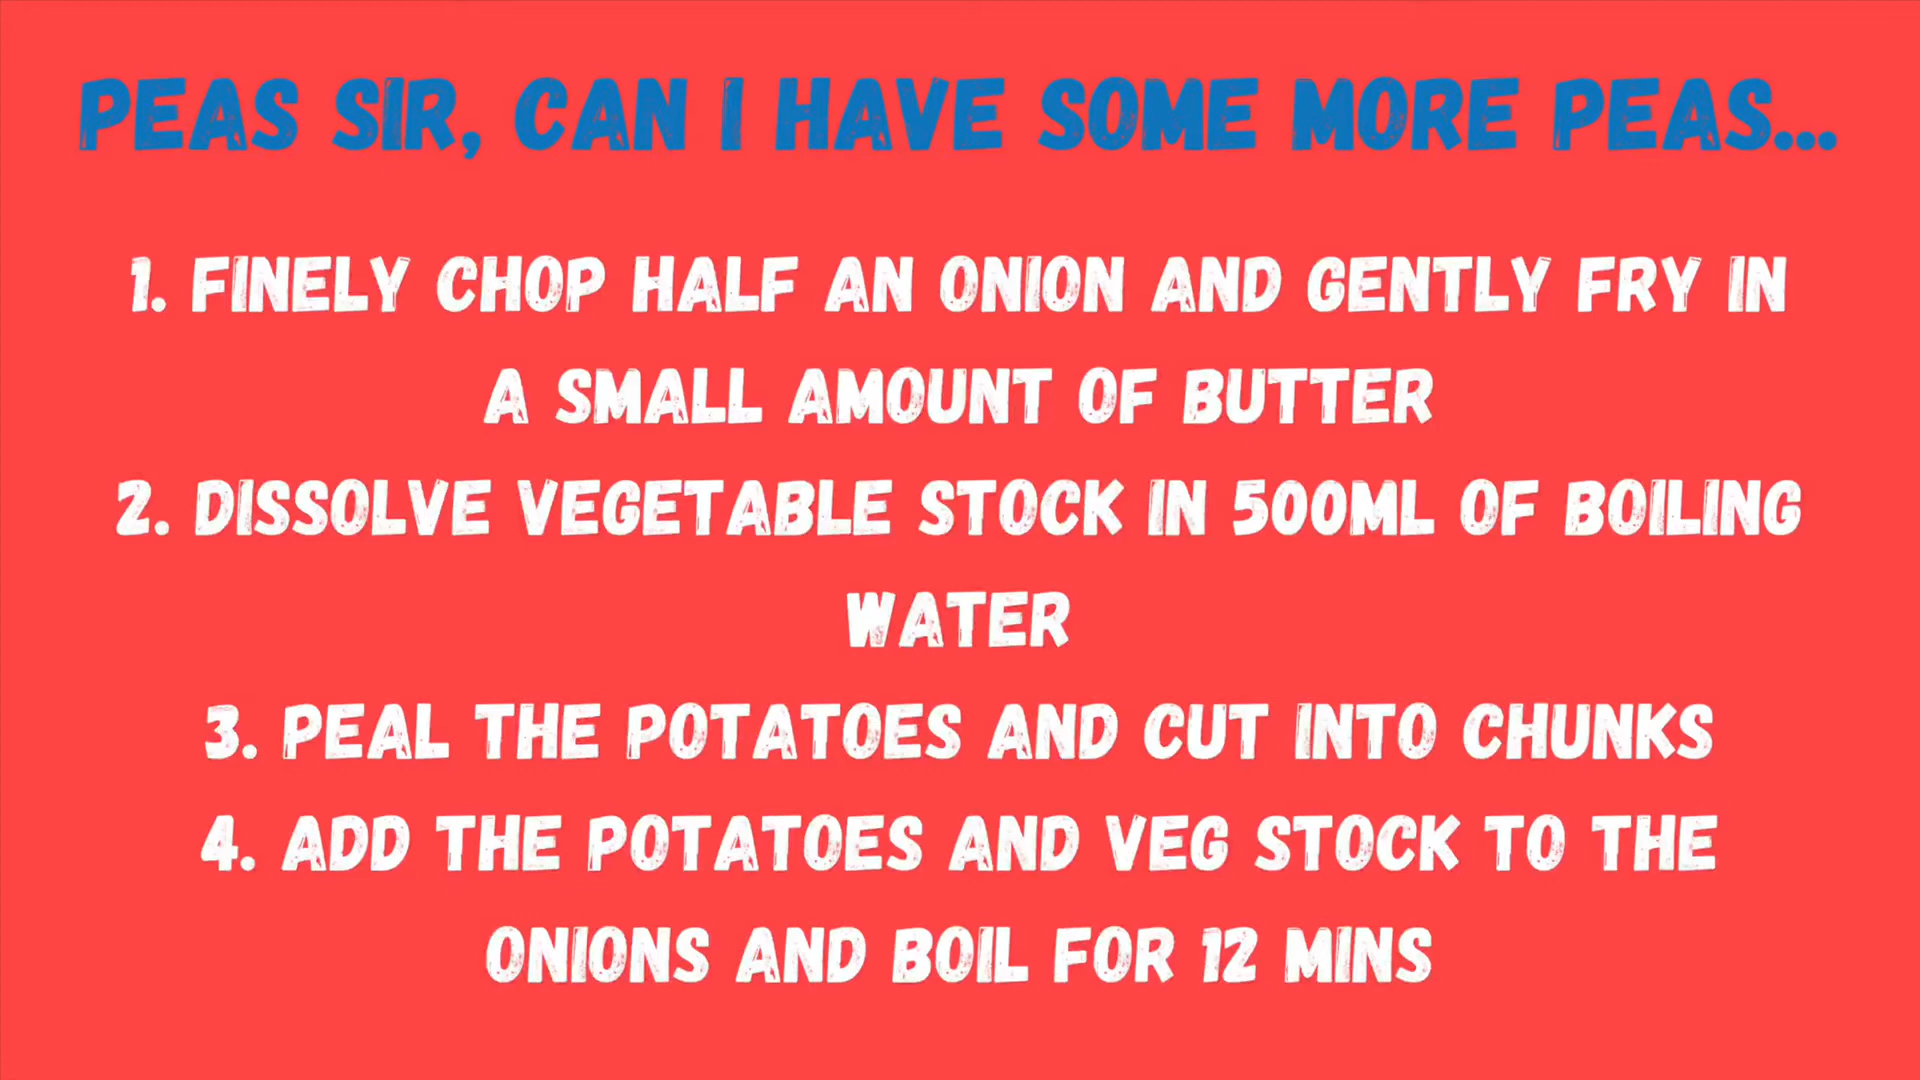 PEAS SIR, CAN I HAVE SOME MORE PEAS...
1. FINELY CHOP HALF AN ONION AND GENTLY FRY IN
A SMALL AMOUNT OF BUTTER
2. DISSOLVE VEGETABLE STOCK IN 500ML OF BOILING
WATER
3. PEAL THE POTATOES AND CUT INTO CHUNKS
4. ADD THE POTATOES AND VEG STOCK TO THE
ONIONS AND BOIL FOR 12 MINS